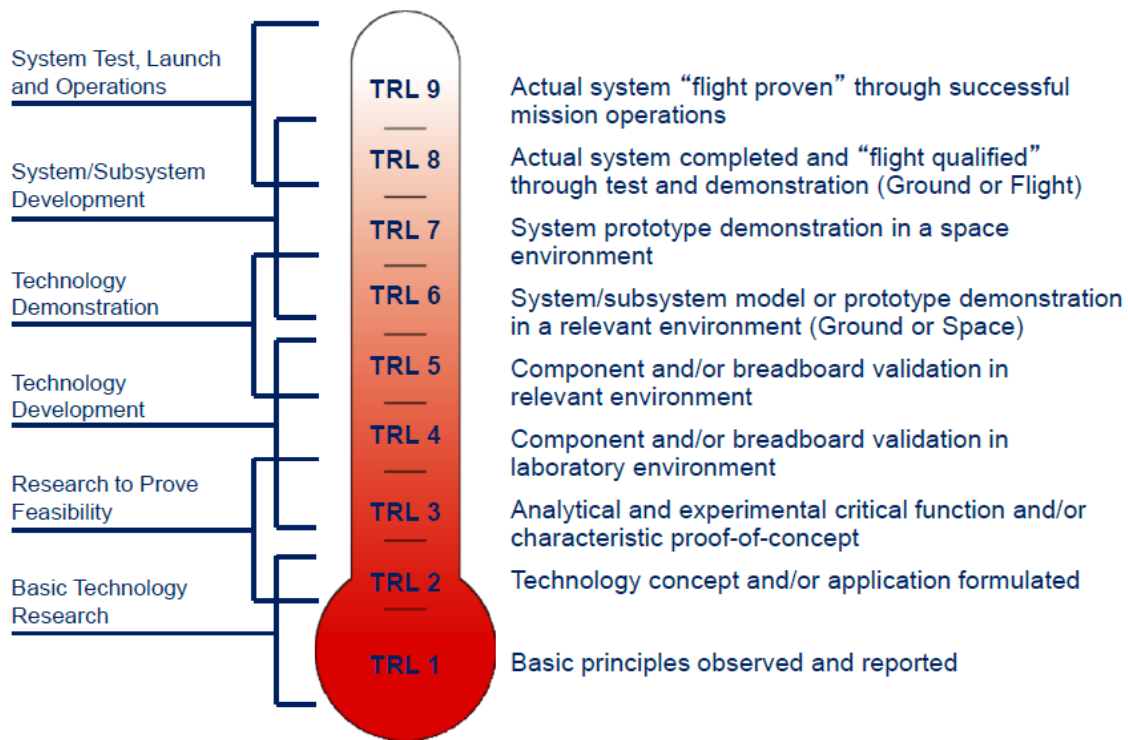 System Test, Launch
and Operations
System/Subsystem
Development
Technology
Demonstration
Technology
Development
Research to Prove
Feasibility
Basic Technology
Research
TRL 9
TRL 8
TRL 7
TRL 6
TRL 5
TRL 4
TRL 3
TRL 2
TRL 1
Actual system “flight proven” through successful
mission operations
Actual system completed and “flight qualified”
through test and demonstration (Ground or Flight)
System prototype demonstration in a space
environment
System/subsystem model or prototype demonstration
in a relevant environment (Ground or Space)
Component and/or breadboard validation in
relevant environment
Component and/or breadboard validation in
laboratory environment
Analytical and experimental critical function and/or
characteristic proof-of-concept
Technology concept and/or application formulated
Basic principles observed and reported